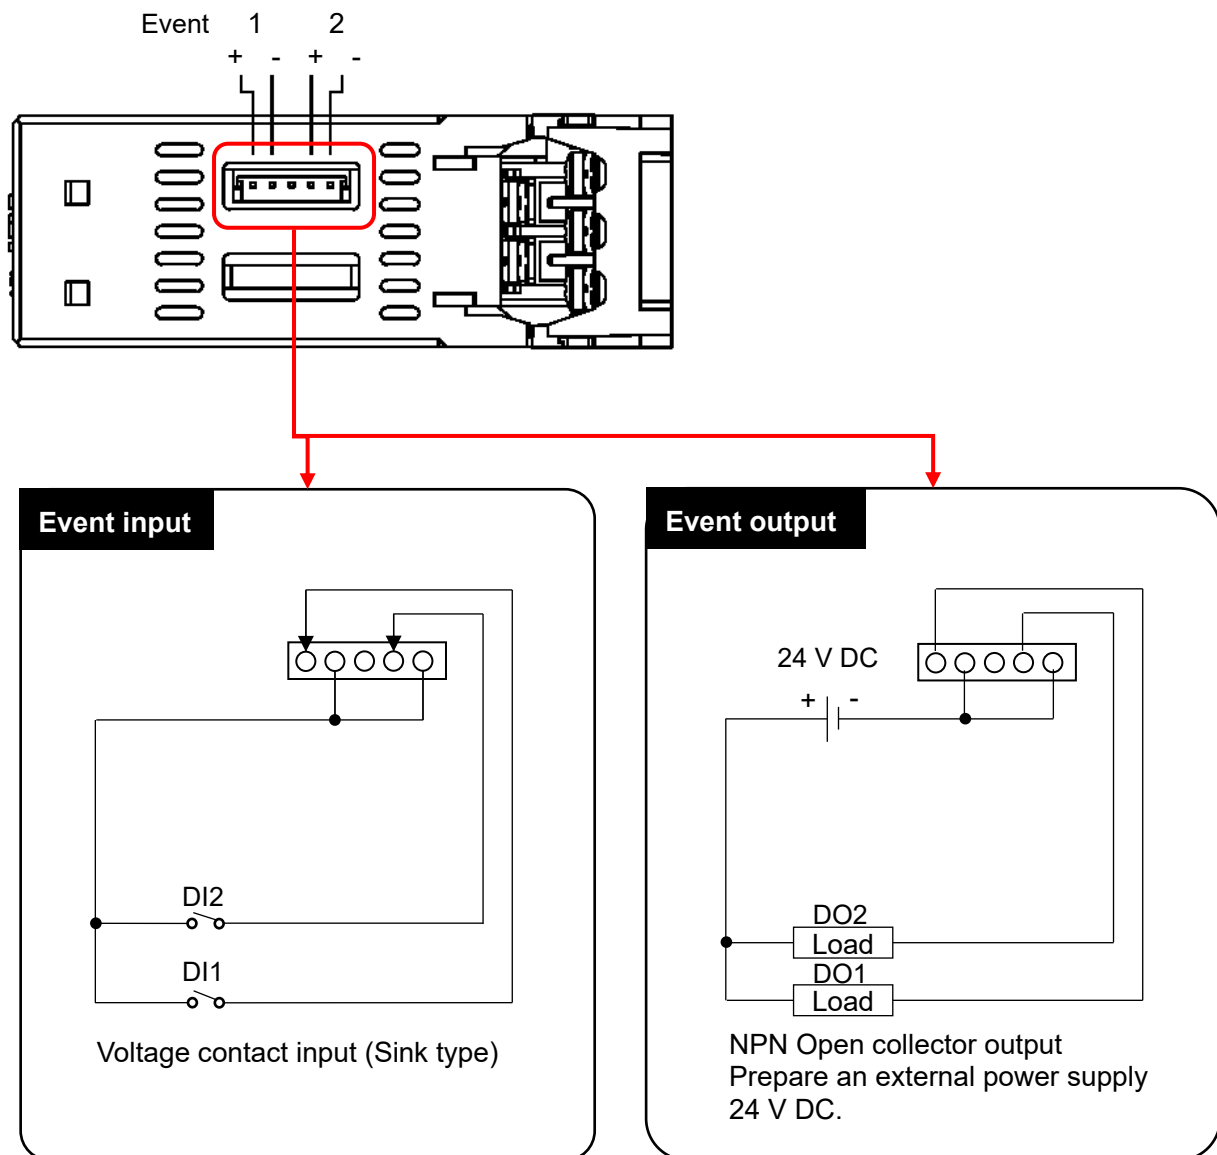 Event 1 2
+ - + -
Event input
Event output
24 V DC
+ -
DI2
DI1
Voltage contact input (Sink type)
DO2
Load
DO1
Load
NPN Open collector output
Prepare an external power supply
24 V DC.